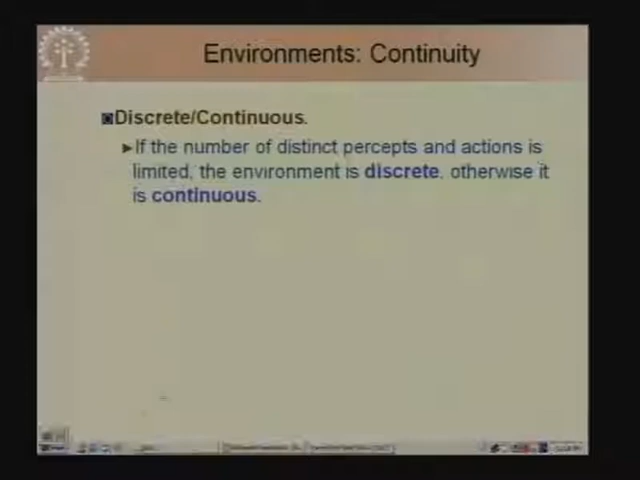 Environments: Continuity
Discrete/Continuous.
If the number of distinct percepts and actions is
limited, the environment is discrete, otherwise it
is continuous.